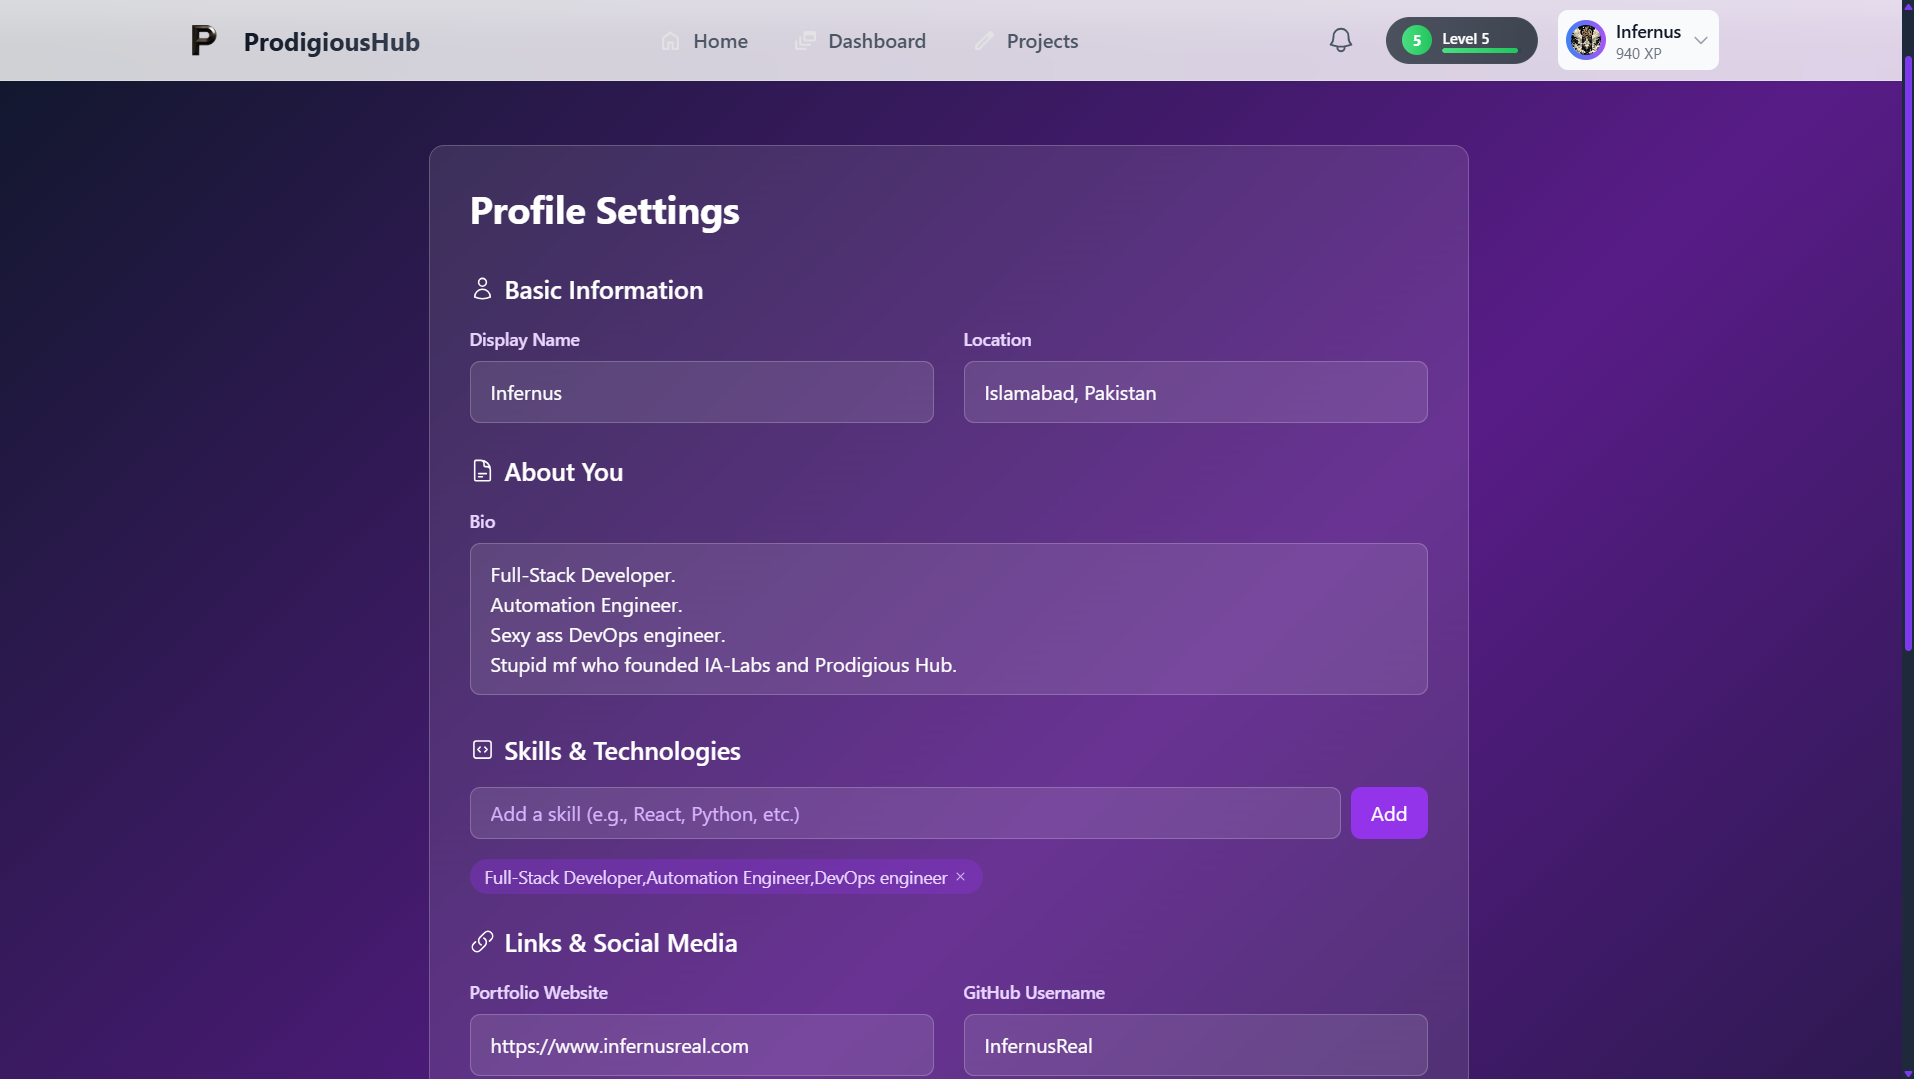 P ProdigiousHub
Home
Dashboard
Projects
5
Level 5
Infernus
940 XP
Profile Settings
Basic Information
Display Name
Location
Infernus
Islamabad, Pakistan
About You
Bio
Full-Stack Developer.
Automation Engineer.
Sexy ass DevOps engineer.
Stupid mf who founded IA-Labs and Prodigious Hub.
Skills & Technologies
Add a skill (e.g., React, Python, etc.)
Add
Full-Stack Developer,Automation Engineer,DevOps engineer ×
Links & Social Media
Portfolio Website
GitHub Username
https://www.infernusreal.com
InfernusReal